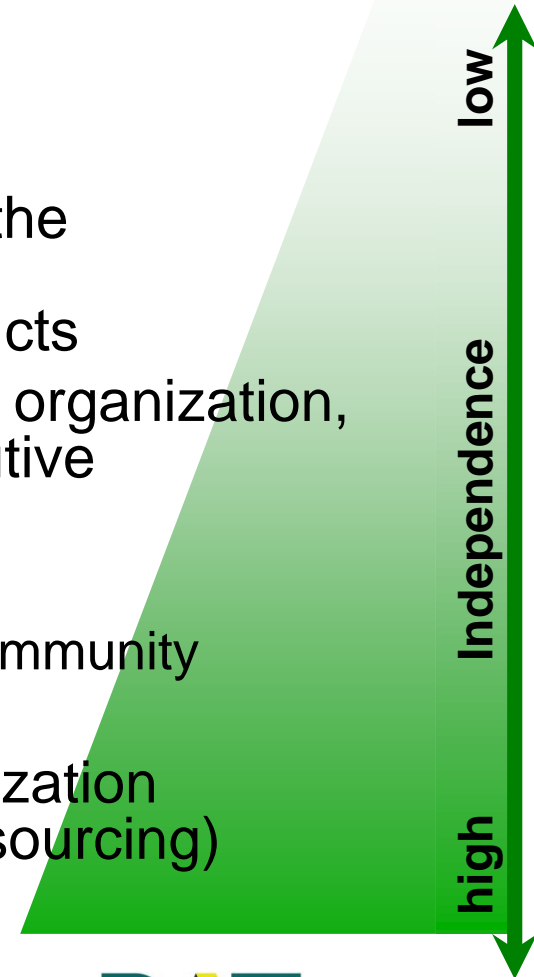 the
cts
organization,
tive
mmunity
zation
sourcing)
low
Independence
high